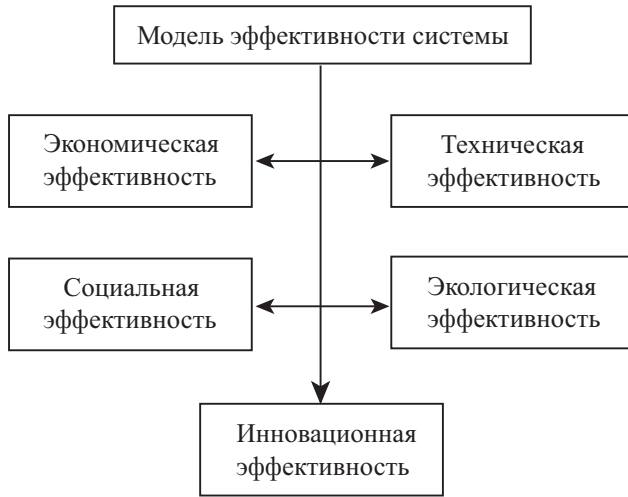 Модель эффективности системы
Экономическая
эффективность
Техническая
эффективность
Социальная
эффективность
Экологическая
эффективность
Инновационная
эффективность